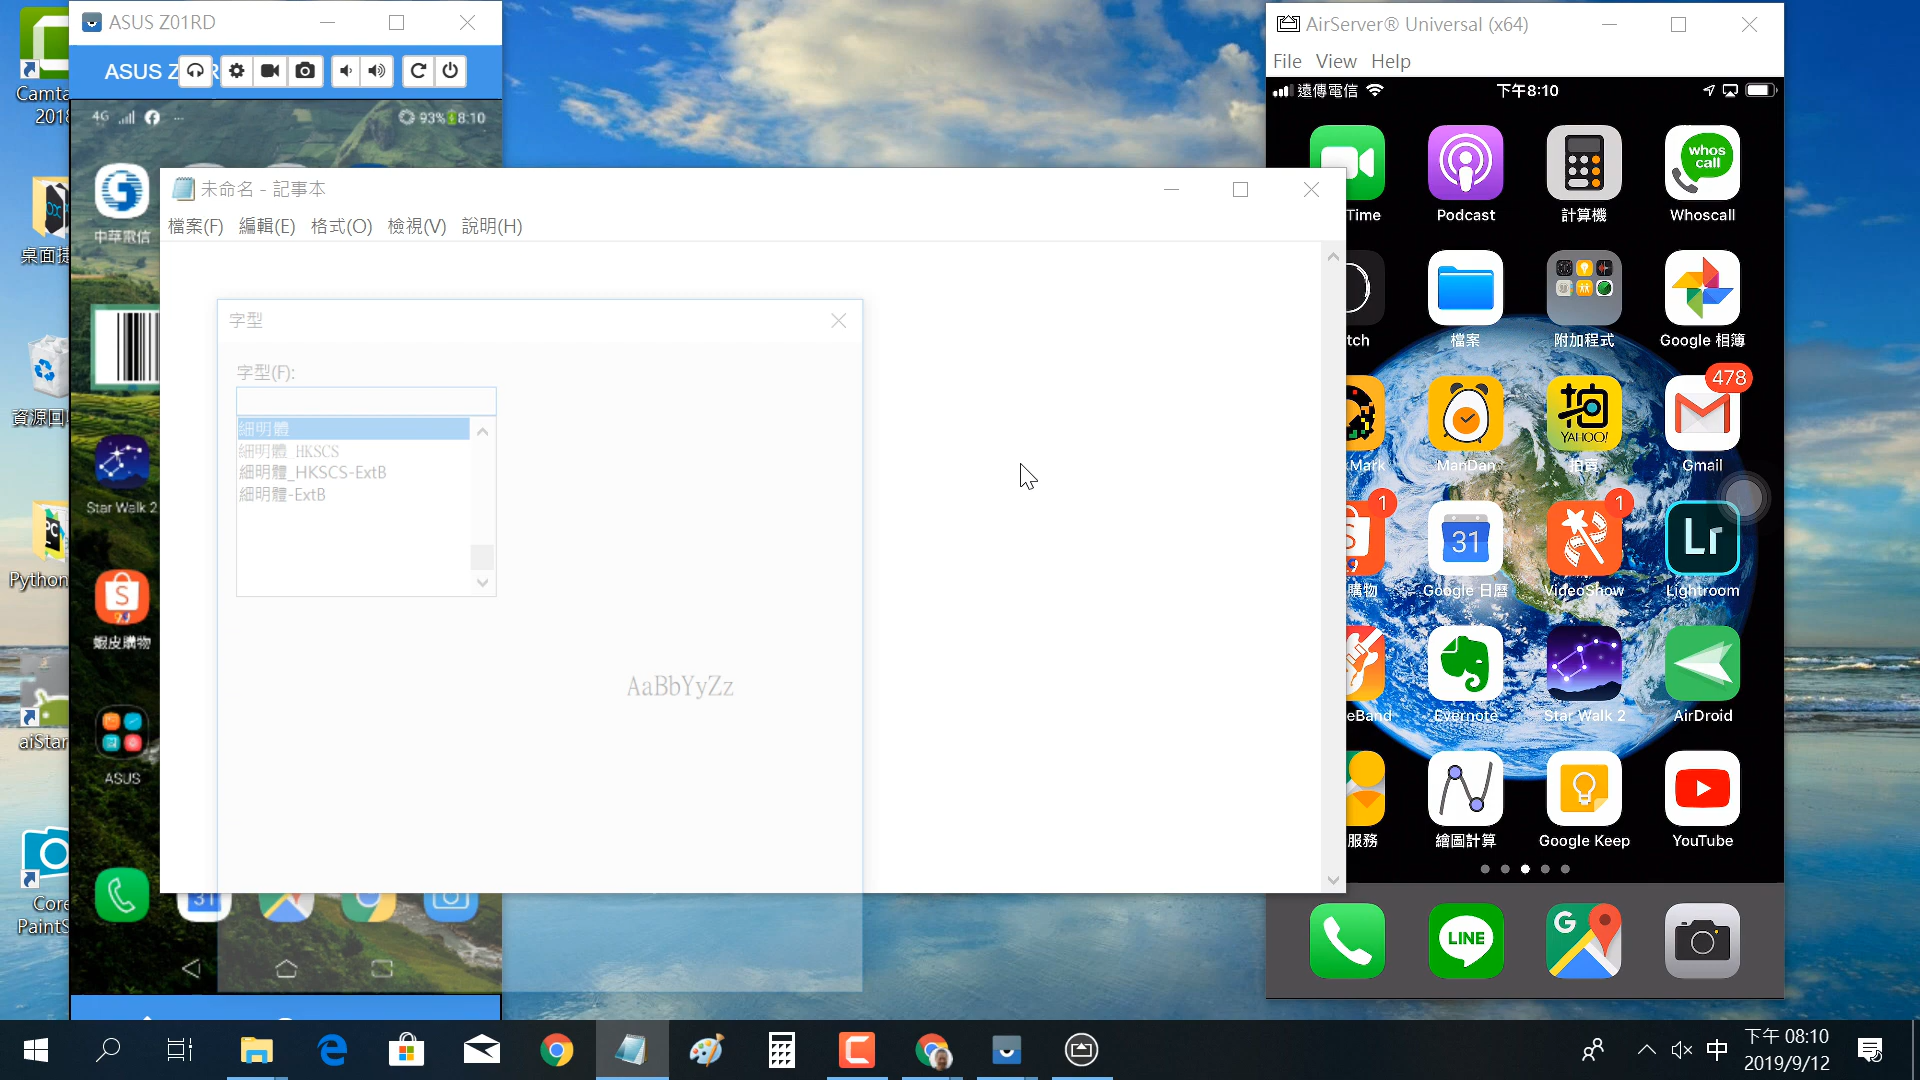 ASUS Z01RD
ASUS Z
R
4G
93%
8:10
中華電信
Star Walk 2
蝦皮購物
ASUS
31
Camta
2018
桌面捷
資源回
Python
aiStar
Core
PaintS
未命名 - 記事本
檔案(F) 編輯(E) 格式(O) 檢視(V) 說明(H)
字型
字型(F):
細明體
細明體_HKSCS
細明體_HKSCS-ExtB
細明體-ExtB
AaBbYyZz
AirServer® Universal (x64)
File View Help
遠傳電信
下午8:10
whos
call
Time
Podcast
計算機
Whoscall
tch
檔案
附加程式
Google 相簿
拍
YAHOO!
478
kMark
ManDan
拍賣
Gmail
1
31
1
Lr
購物
Google 日曆
VideoShow
Lightroom
eBand
Evernote
Star Walk 2
AirDroid
服務
繪圖計算
Google Keep
YouTube
LINE
G
中
下午 08:10
2019/9/12